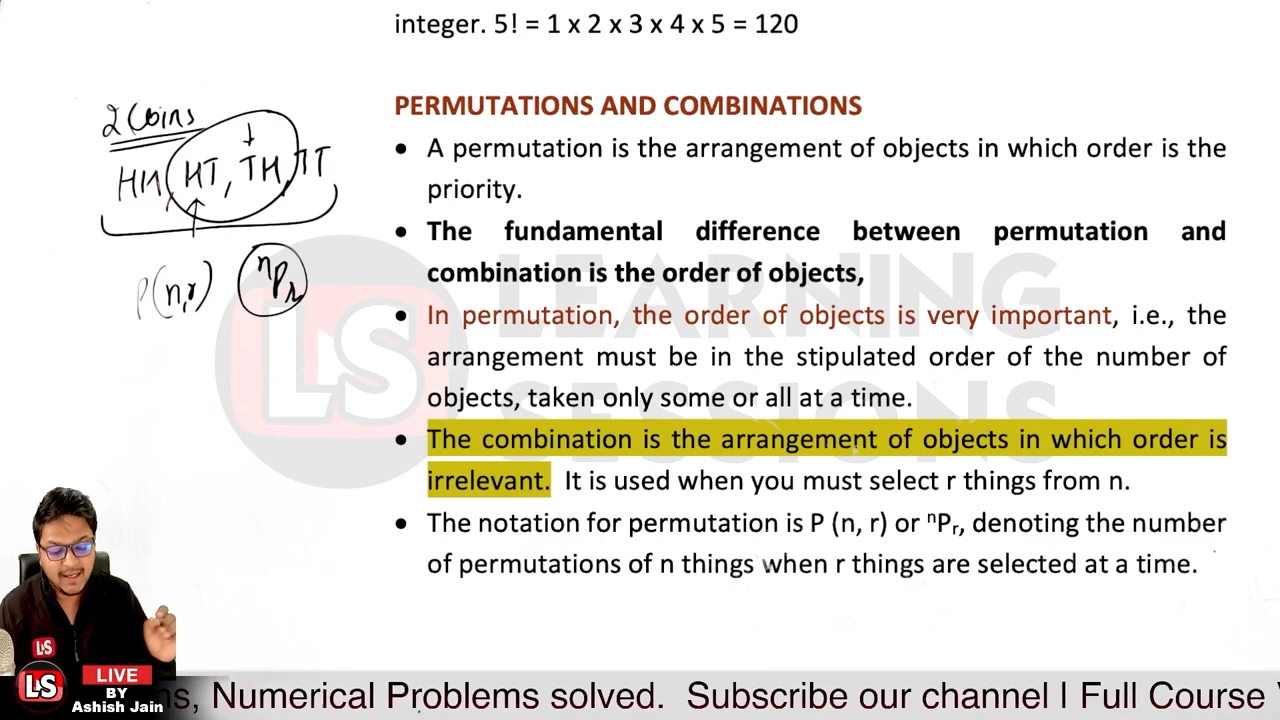 integer. 5! = 1 x 2 x 3 x 4 x 5 = 120
PERMUTATIONS AND COMBINATIONS
• A permutation is the arrangement of objects in which order is the
priority.
• The fundamental difference between permutation and
combination is the order of objects,
• In permutation, the order of objects is very important, i.e., the
arrangement must be in the stipulated order of the number of
objects, taken only some or all at a time.
• The combination is the arrangement of objects in which order is
irrelevant. It is used when you must select r things from n.
• The notation for permutation is P (n, r) or ⁿPᵣ, denoting the number
of permutations of n things when r things are selected at a time.
2 Coins
HH, HT, TH, TT
P(n,r) ⁿPᵣ
LS LEARNING
SESSIONS
LS
LS
LIVE
BY
Ashish Jain
Numerical Problems solved. Subscribe our channel | Full Course